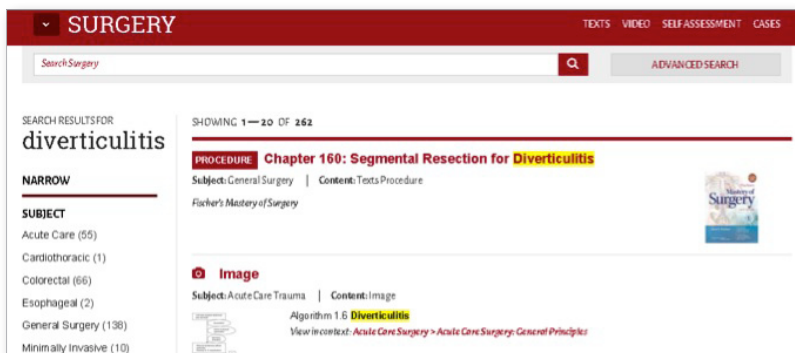 SURGERY
TEXTS VIDEO SELF ASSESSMENT CASES
Search Surgery
ADVANCED SEARCH
SEARCH RESULTS FOR
diverticulitis
SHOWING 1—20 OF 262
PROCEDURE Chapter 160: Segmental Resection for Diverticulitis
Subject: General Surgery | Content: Texts Procedure
Fischer's Mastery of Surgery
Mastery of
Surgery
NARROW
SUBJECT
Acute Care (55)
Cardiothoracic (1)
Colorectal (66)
Esophageal (2)
General Surgery (138)
Minimally Invasive (10)
Image
Subject: Acute Care Trauma | Content: Image
Algorithm 1.6 Diverticulitis
View in context: Acute Care Surgery > Acute Care Surgery: General Principles